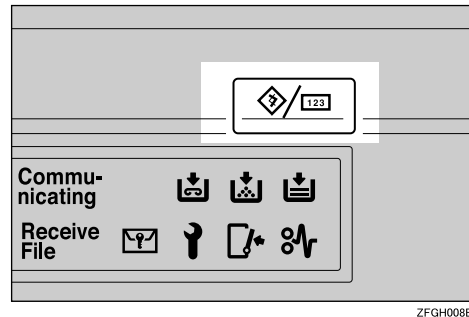 123
Commu-
nicating
Receive
File
ZFGH008E